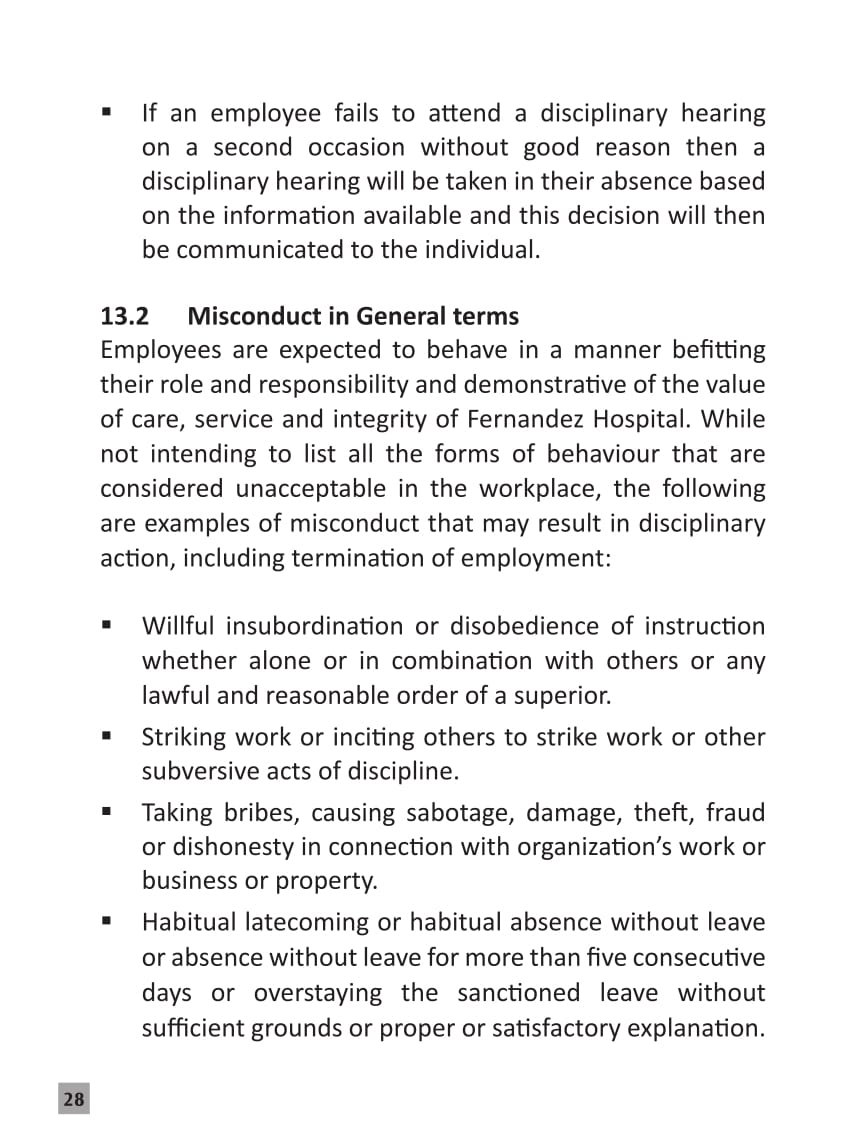 ▪ If an employee fails to attend a disciplinary hearing
on a second occasion without good reason then a
disciplinary hearing will be taken in their absence based
on the information available and this decision will then
be communicated to the individual.
13.2 Misconduct in General terms
Employees are expected to behave in a manner befitting
their role and responsibility and demonstrative of the value
of care, service and integrity of Fernandez Hospital. While
not intending to list all the forms of behaviour that are
considered unacceptable in the workplace, the following
are examples of misconduct that may result in disciplinary
action, including termination of employment:
▪ Willful insubordination or disobedience of instruction
whether alone or in combination with others or any
lawful and reasonable order of a superior.
▪ Striking work or inciting others to strike work or other
subversive acts of discipline.
▪ Taking bribes, causing sabotage, damage, theft, fraud
or dishonesty in connection with organization’s work or
business or property.
▪ Habitual latecoming or habitual absence without leave
or absence without leave for more than five consecutive
days or overstaying the sanctioned leave without
sufficient grounds or proper or satisfactory explanation.
28